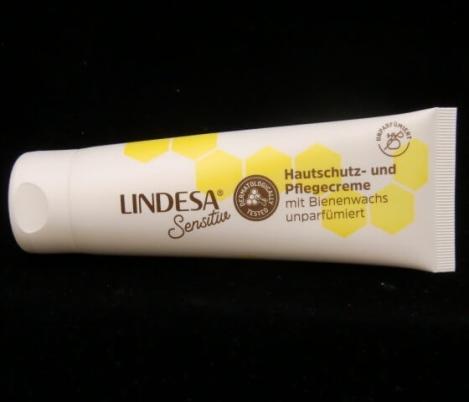 LINDESA®
Sensitiv
DERMATOLOGICALLY
TESTED
Hautschutz- und
Pflegecreme
mit Bienenwachs
unparfümiert
UNPARFÜMIERT